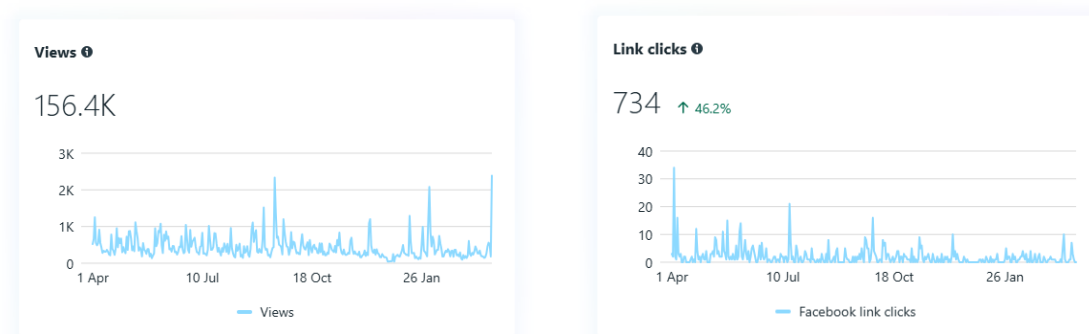 Views
156.4K
3K
2K
1K
0
1 Apr 10 Jul 18 Oct 26 Jan
Views
Link clicks
734 ↑ 46.2%
40
30
20
10
0
1 Apr 10 Jul 18 Oct 26 Jan
Facebook link clicks